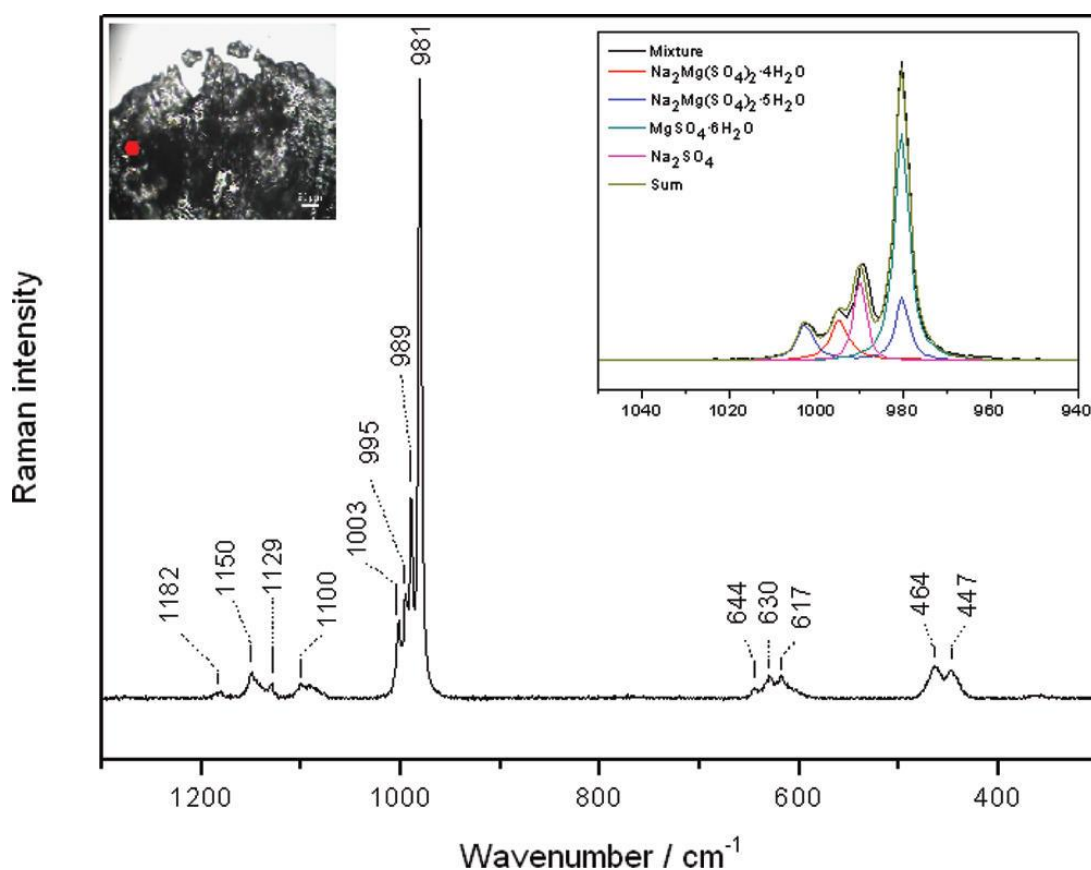 Mixture
Na₂Mg(SO₄)₂·4H₂O
Na₂Mg(SO₄)₂·5H₂O
MgSO₄·6H₂O
Na₂SO₄
Sum
1040 1020 1000 980 960 940
981
989
995
1003
1182
1150
1129
1100
644
630
617
464
447
Raman intensity
1200 1000 800 600 400
Wavenumber / cm⁻¹